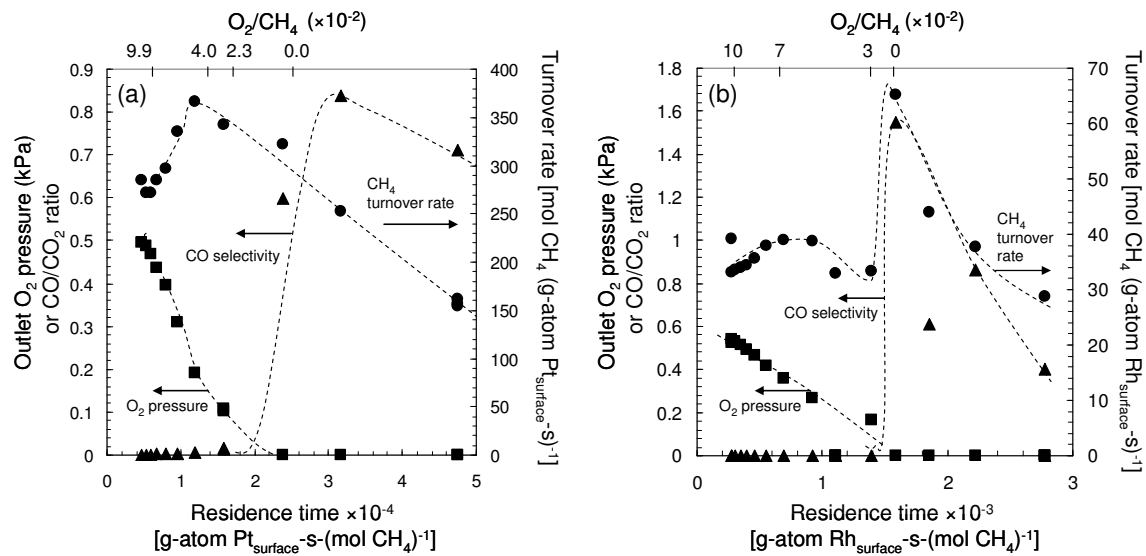 O2/CH4 (×10-2)
9.9 4.0 2.3 0.0
(a)
0.9
0.8
0.7
0.6
0.5
0.4
0.3
0.2
0.1
0
Outlet O2 pressure (kPa)
or CO/CO2 ratio
400
350
300
250
200
150
100
50
0
Turnover rate [mol CH4 (g-atom Ptsurface-s)-1]
CH4
turnover rate
CO selectivity
O2 pressure
0 1 2 3 4 5
Residence time ×10-4
[g-atom Ptsurface-s-(mol CH4)-1]
O2/CH4 (×10-2)
10 7 3 0
(b)
1.8
1.6
1.4
1.2
1
0.8
0.6
0.4
0.2
0
Outlet O2 pressure (kPa)
or CO/CO2 ratio
70
60
50
40
30
20
10
0
Turnover rate [mol CH4 (g-atom Rhsurface-s)-1]
CH4
turnover
rate
CO selectivity
O2 pressure
0 1 2 3
Residence time ×10-3
[g-atom Rhsurface-s-(mol CH4)-1]